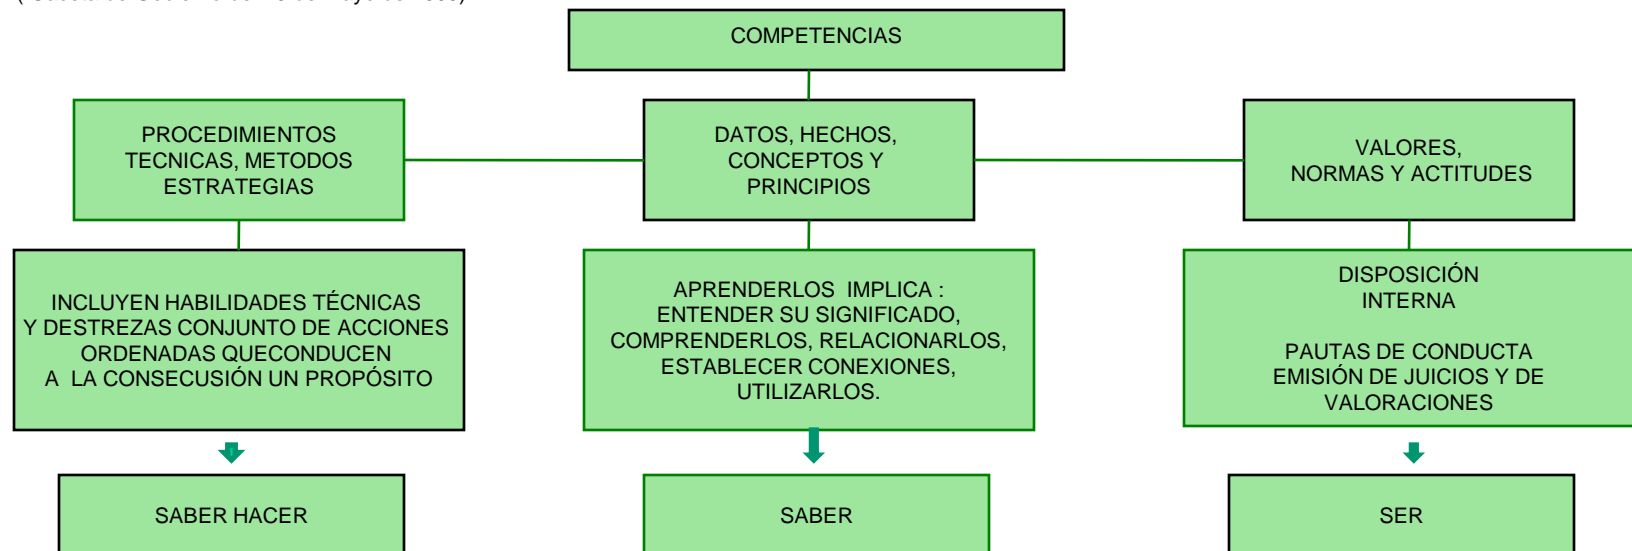 COMPETENCIAS
PROCEDIMIENTOS
TECNICAS, METODOS
ESTRATEGIAS
DATOS, HECHOS,
CONCEPTOS Y
PRINCIPIOS
VALORES,
NORMAS Y ACTITUDES
INCLUYEN HABILIDADES TÉCNICAS
Y DESTREZAS CONJUNTO DE ACCIONES
ORDENADAS QUECONDUCEN
A LA CONSECUSIÓN UN PROPÓSITO
APRENDERLOS IMPLICA :
ENTENDER SU SIGNIFICADO,
COMPRENDERLOS, RELACIONARLOS,
ESTABLECER CONEXIONES,
UTILIZARLOS.
DISPOSICIÓN
INTERNA
PAUTAS DE CONDUCTA
EMISIÓN DE JUICIOS Y DE
VALORACIONES
SABER HACER
SABER
SER